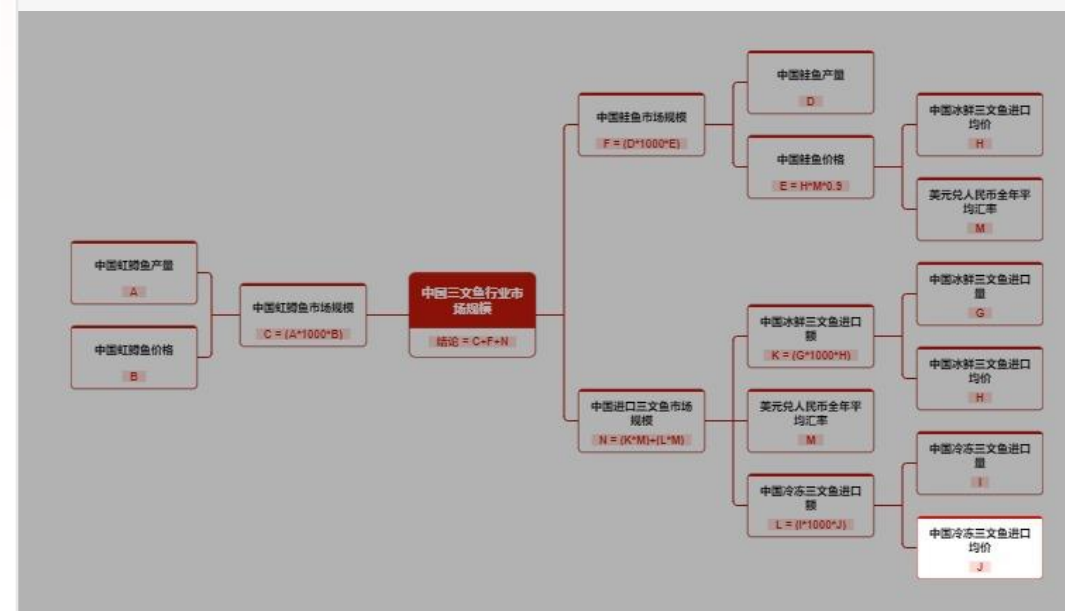 中国鲑鱼产量
D
中国鲑鱼市场规模
F = (D*1000*E)
中国冰鲜三文鱼进口
均价
H
中国鲑鱼价格
E = H*M*0.9
美元兑人民币全年平
均汇率
M
中国虹鳟鱼产量
A
中国虹鳟鱼市场规模
C = (A*1000*B)
中国虹鳟鱼价格
B
中国三文鱼行业市
场规模
结论 = C+F+N
中国冰鲜三文鱼进口
量
G
中国冰鲜三文鱼进口
额
K = (G*1000*H)
中国冰鲜三文鱼进口
均价
H
中国进口三文鱼市场
规模
N = (K*M)+(L*M)
美元兑人民币全年平
均汇率
M
中国冷冻三文鱼进口
量
I
中国冷冻三文鱼进口
额
L = (I*1000*J)
中国冷冻三文鱼进口
均价
J